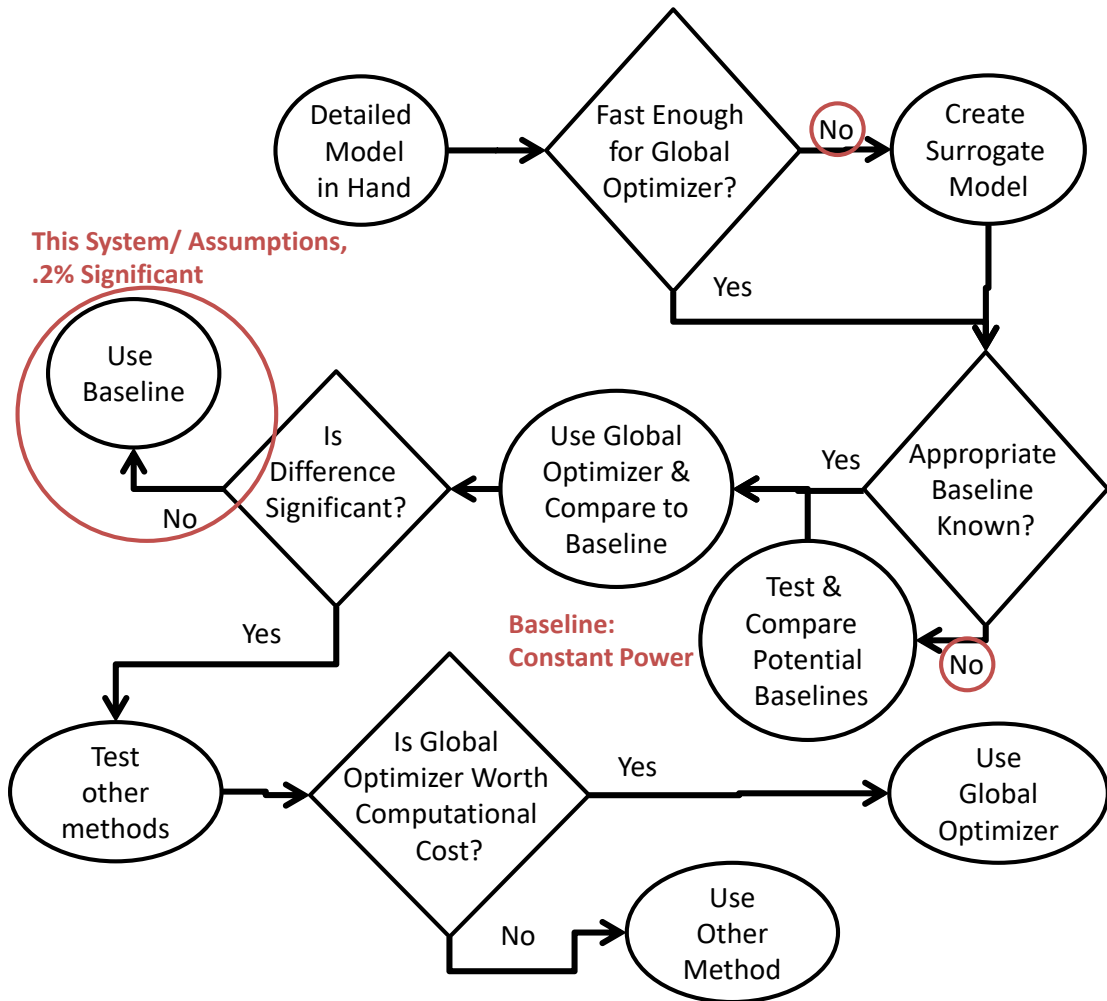 Detailed
Model
in Hand
Fast Enough
for Global
Optimizer?
No
Create
Surrogate
Model
Yes
This System/ Assumptions,
.2% Significant
Use
Baseline
No
Is
Difference
Significant?
Use Global
Optimizer &
Compare to
Baseline
Yes
Appropriate
Baseline
Known?
Test &
Compare
Potential
Baselines
No
Baseline:
Constant Power
Yes
Test
other
methods
Is Global
Optimizer Worth
Computational
Cost?
Yes
Use
Global
Optimizer
No
Use
Other
Method